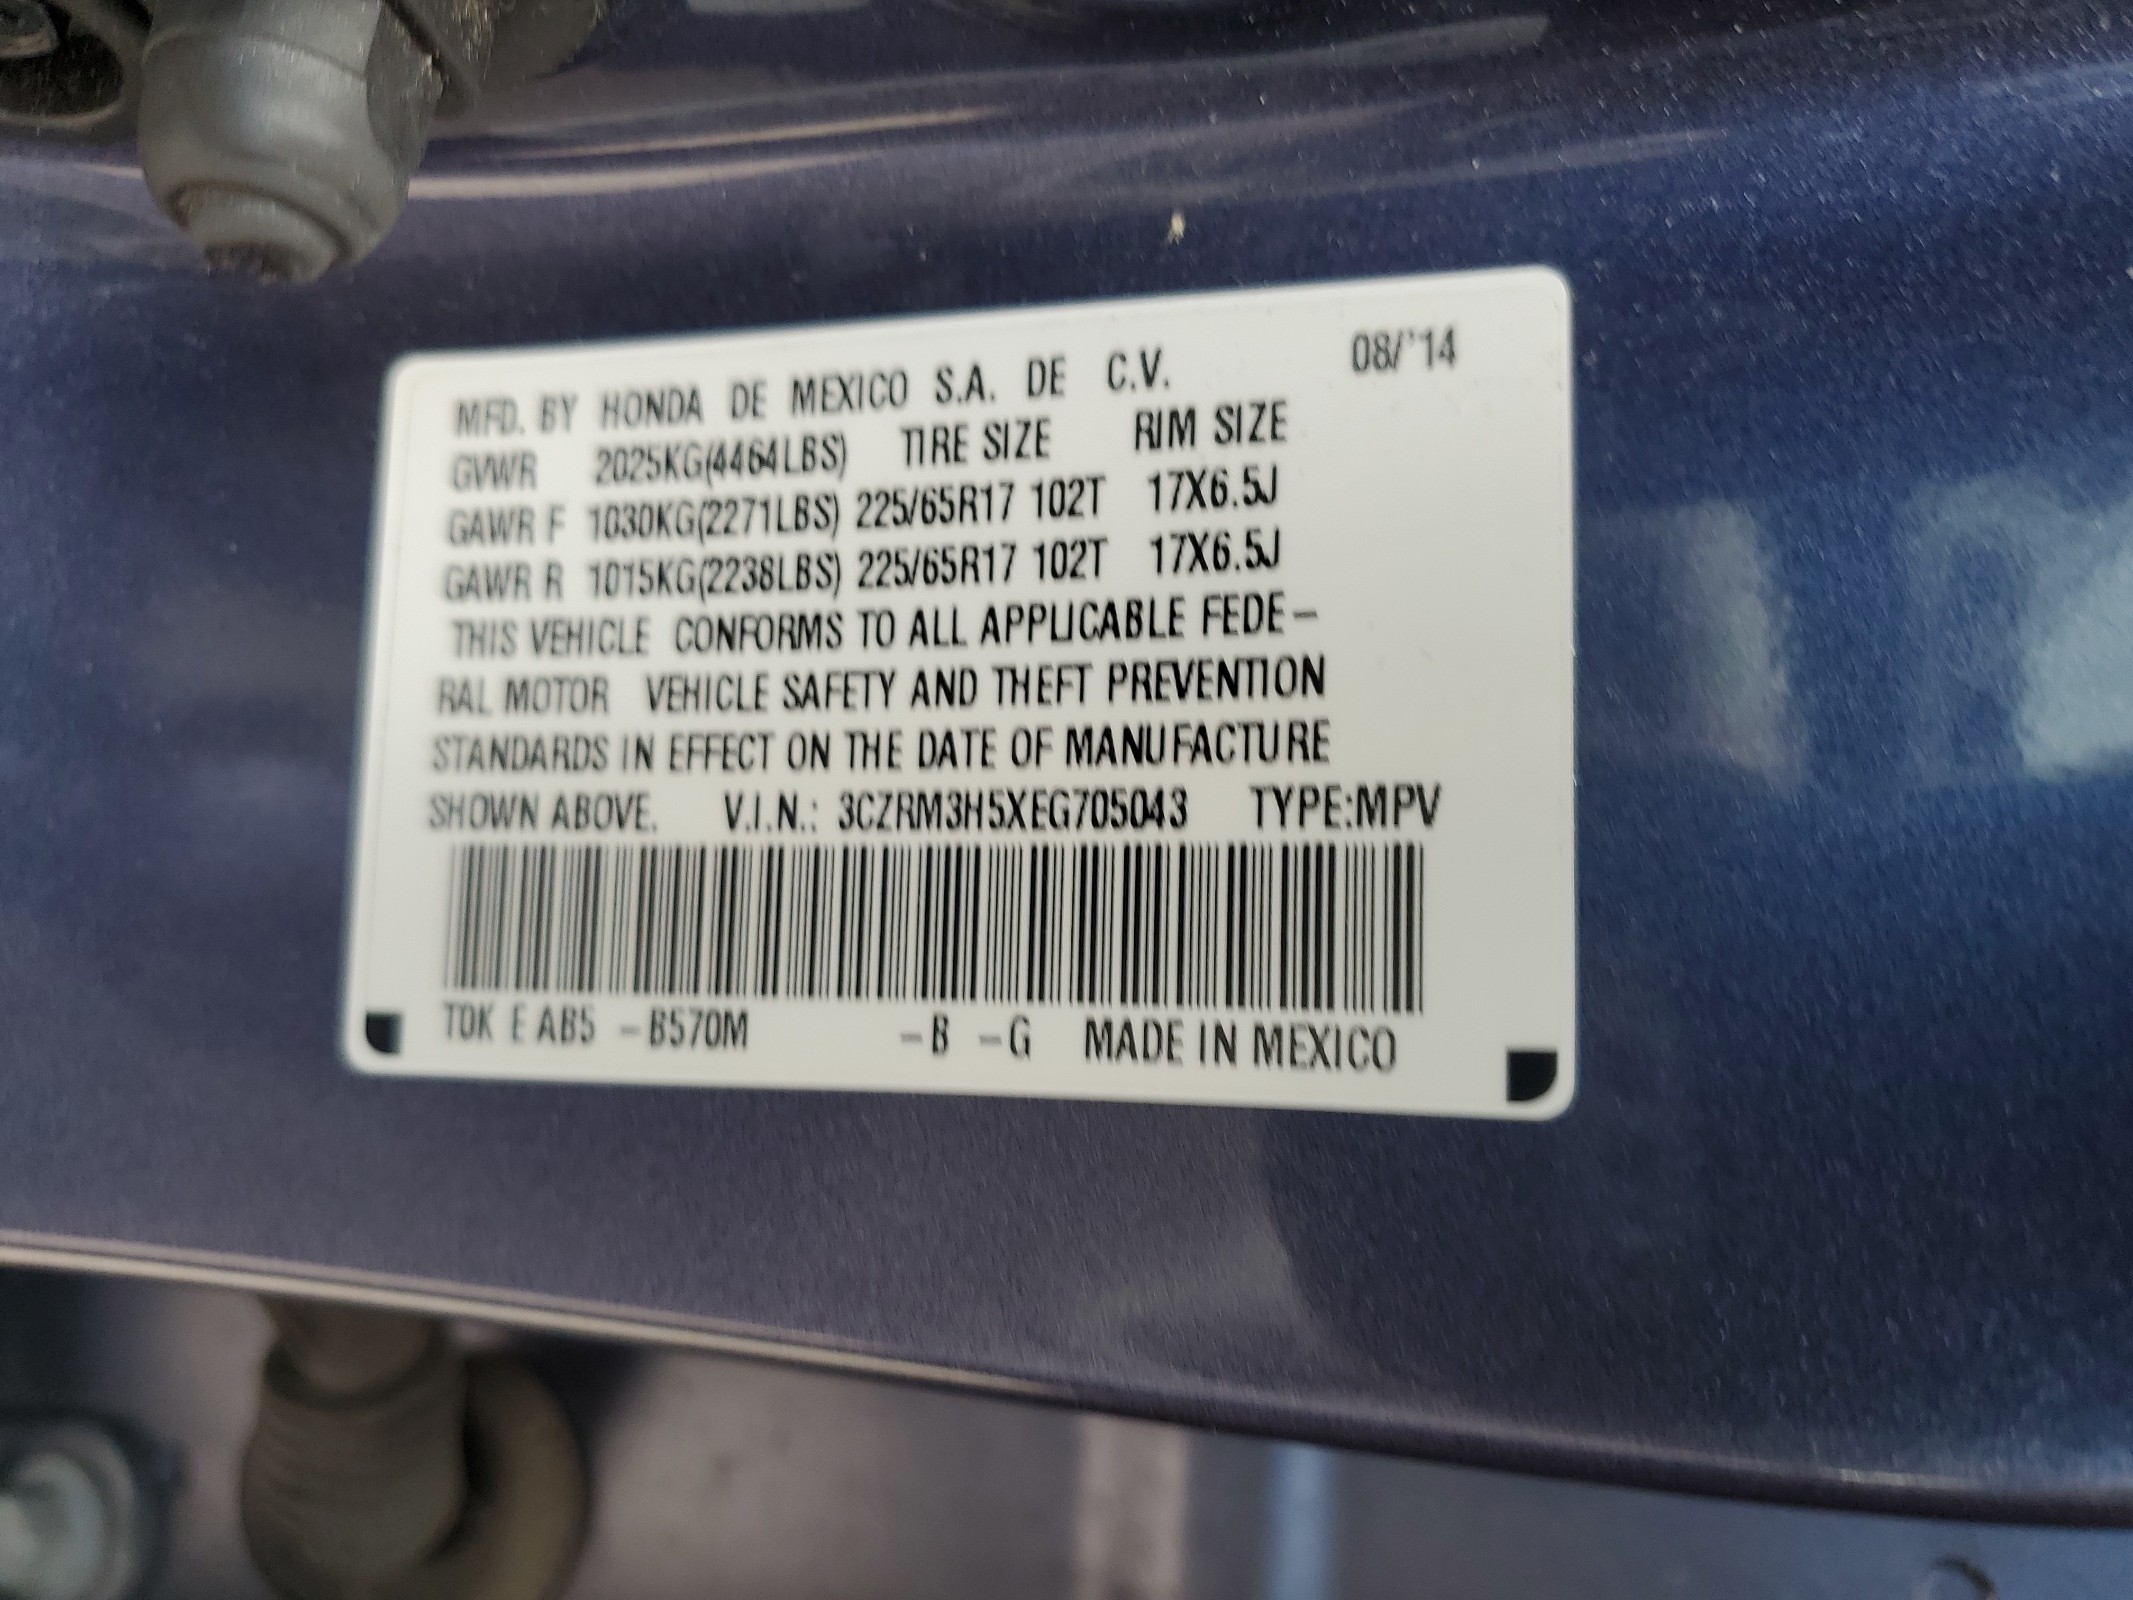 MFD. BY HONDA DE MEXICO S.A. DE C.V. 08/'14
GVWR 2025KG(4464LBS) TIRE SIZE RIM SIZE
GAWR F 1030KG(2271LBS) 225/65R17 102T 17X6.5J
GAWR R 1015KG(2238LBS) 225/65R17 102T 17X6.5J
THIS VEHICLE CONFORMS TO ALL APPLICABLE FEDE-
RAL MOTOR VEHICLE SAFETY AND THEFT PREVENTION
STANDARDS IN EFFECT ON THE DATE OF MANUFACTURE
SHOWN ABOVE. V.I.N.: 3CZRM3H5XEG705043 TYPE:MPV
T0K E AB5 -B570M -B -G MADE IN MEXICO